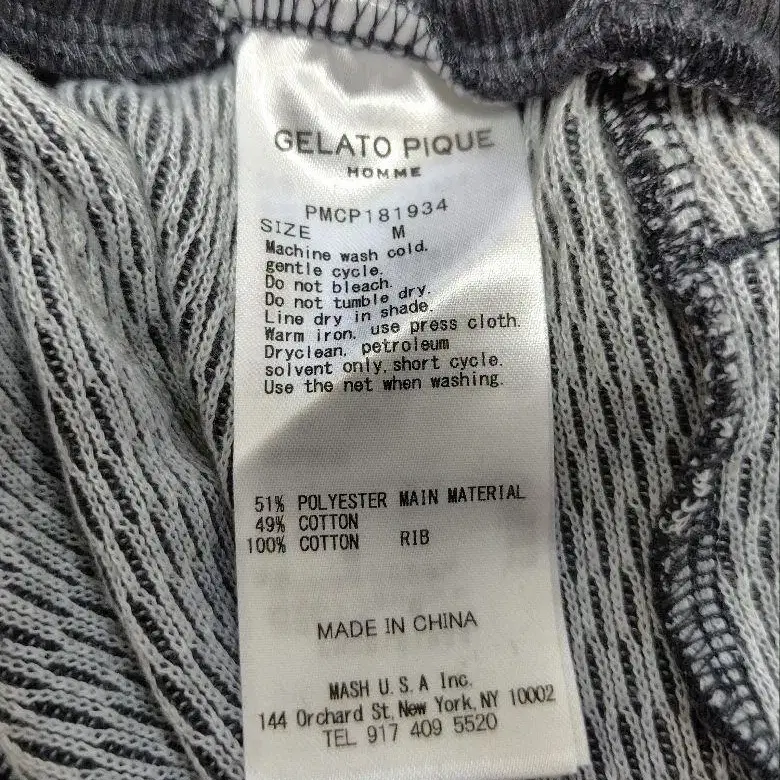 GELATO PIQUE
HOMME
PMCP181934
SIZE M
Machine wash cold.
gentle cycle.
Do not bleach.
Do not tumble dry.
Line dry in shade.
Warm iron. use press cloth.
Dryclean. petroleum
solvent only. short cycle.
Use the net when washing.
51% POLYESTER MAIN MATERIAL
49% COTTON
100% COTTON RIB
MADE IN CHINA
MASH U.S.A Inc.
144 Orchard St, New York, NY 10002
TEL 917 409 5520